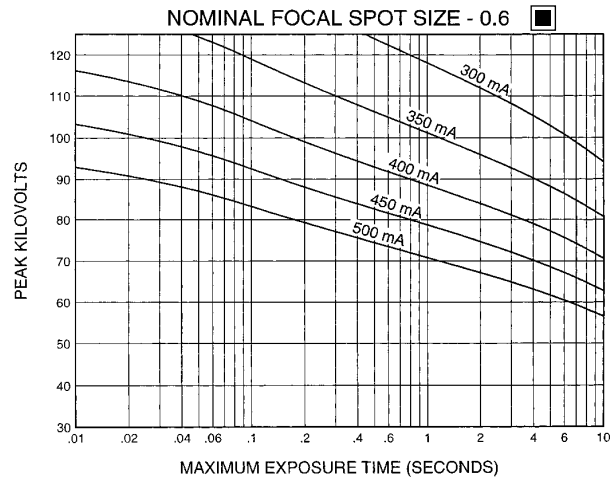 NOMINAL FOCAL SPOT SIZE - 0.6
120
110
100
90
80
70
60
50
40
30
PEAK KILOVOLTS
300 mA
350 mA
400 mA
450 mA
500 mA
.01 .02 .04 .06 .1 .2 .4 .6 1 2 4 6 10
MAXIMUM EXPOSURE TIME (SECONDS)